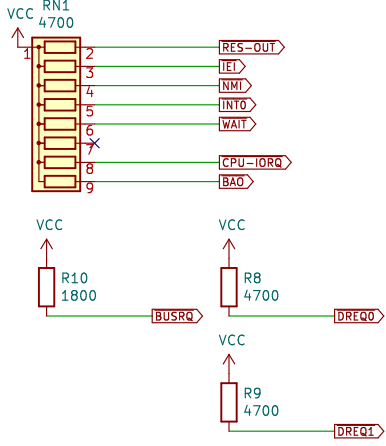 RN1
VCC
4700
1
2
RES-OUT
3
IEI
4
NMI
5
INT0
6
WAIT
7
8
CPU-IORQ
9
BAO
VCC
VCC
R10
1800
R8
4700
BUSRQ
DREQ0
VCC
R9
4700
DREQ1